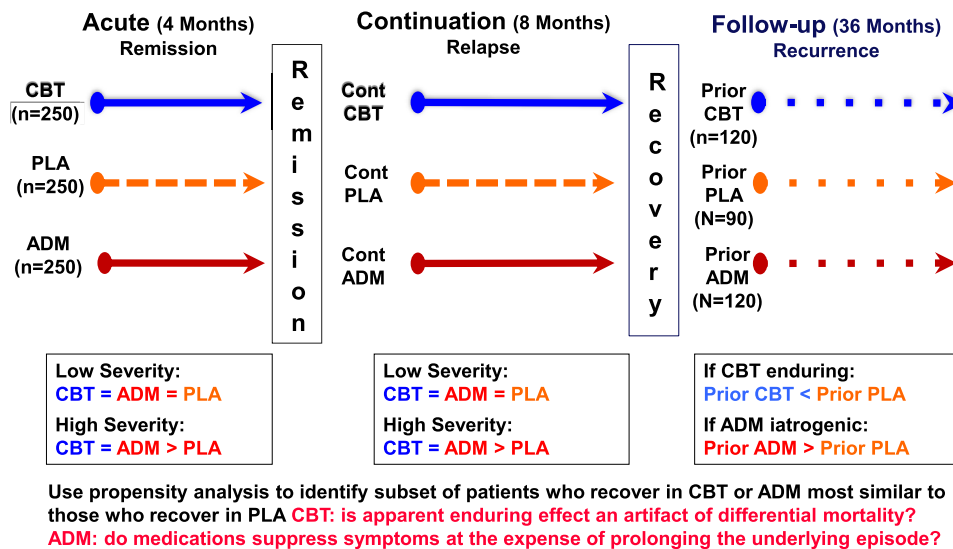 Acute (4 Months)
Remission
Continuation (8 Months)
Relapse
Follow-up (36 Months)
Recurrence
CBT
(n=250)
PLA
(n=250)
ADM
(n=250)
Remission
Cont
CBT
Cont
PLA
Cont
ADM
Recovery
Prior
CBT
(n=120)
Prior
PLA
(N=90)
Prior
ADM
(N=120)
Low Severity:
CBT = ADM = PLA
High Severity:
CBT = ADM > PLA
Low Severity:
CBT = ADM = PLA
High Severity:
CBT = ADM > PLA
If CBT enduring:
Prior CBT < Prior PLA
If ADM iatrogenic:
Prior ADM > Prior PLA
Use propensity analysis to identify subset of patients who recover in CBT or ADM most similar to
those who recover in PLA CBT: is apparent enduring effect an artifact of differential mortality?
ADM: do medications suppress symptoms at the expense of prolonging the underlying episode?